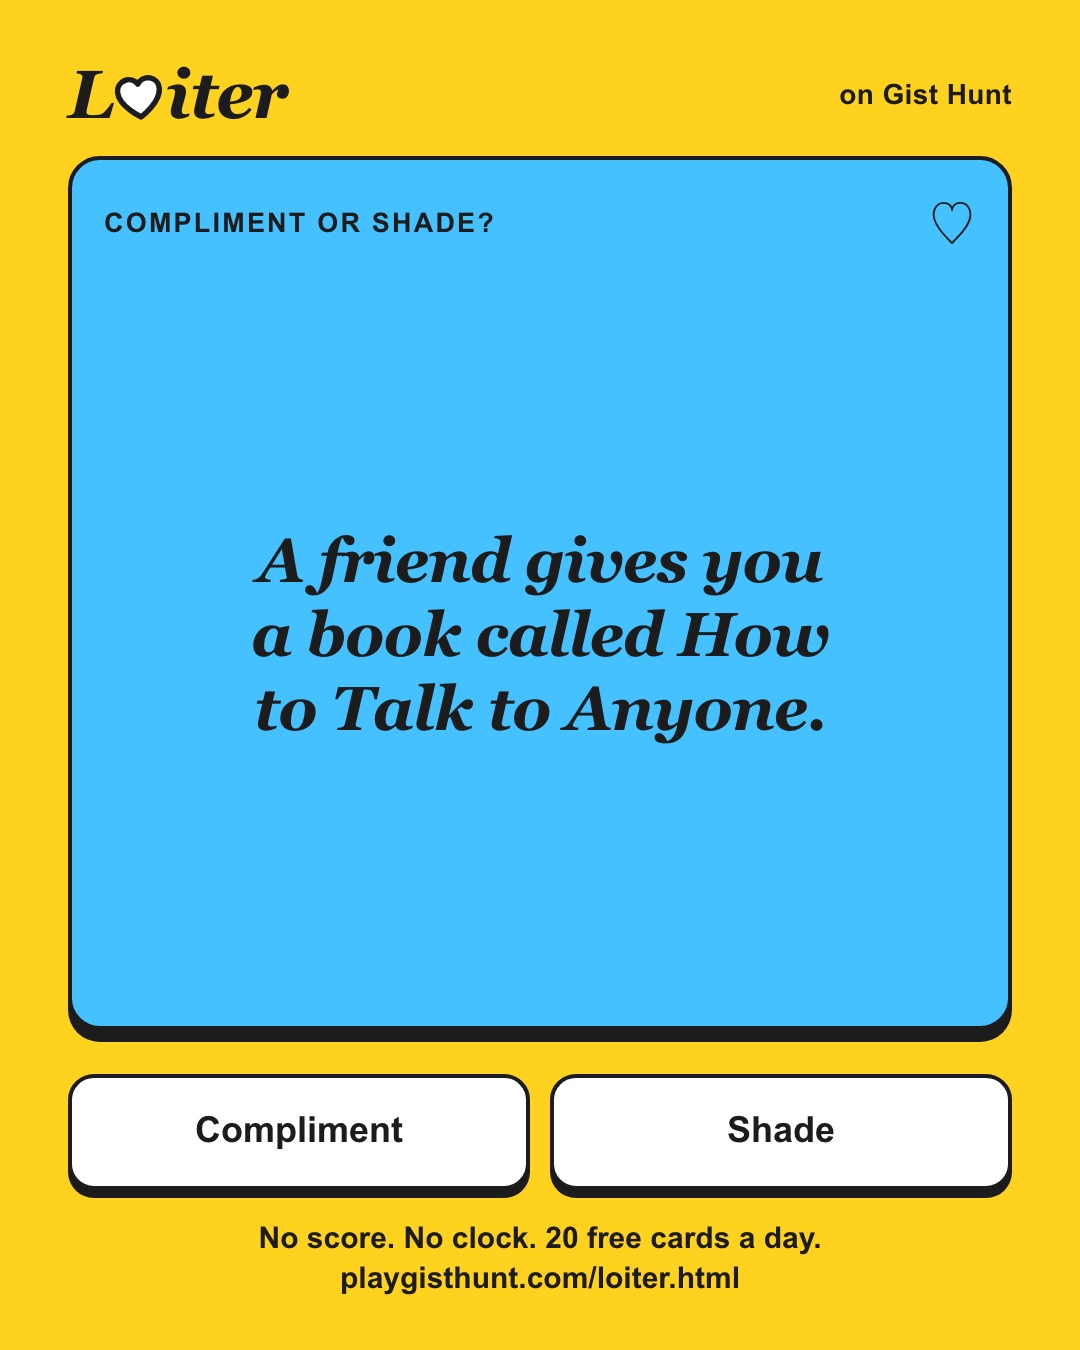 Loiter
on Gist Hunt
COMPLIMENT OR SHADE?
A friend gives you
a book called How
to Talk to Anyone.
Compliment
Shade
No score. No clock. 20 free cards a day.
playgisthunt.com/loiter.html